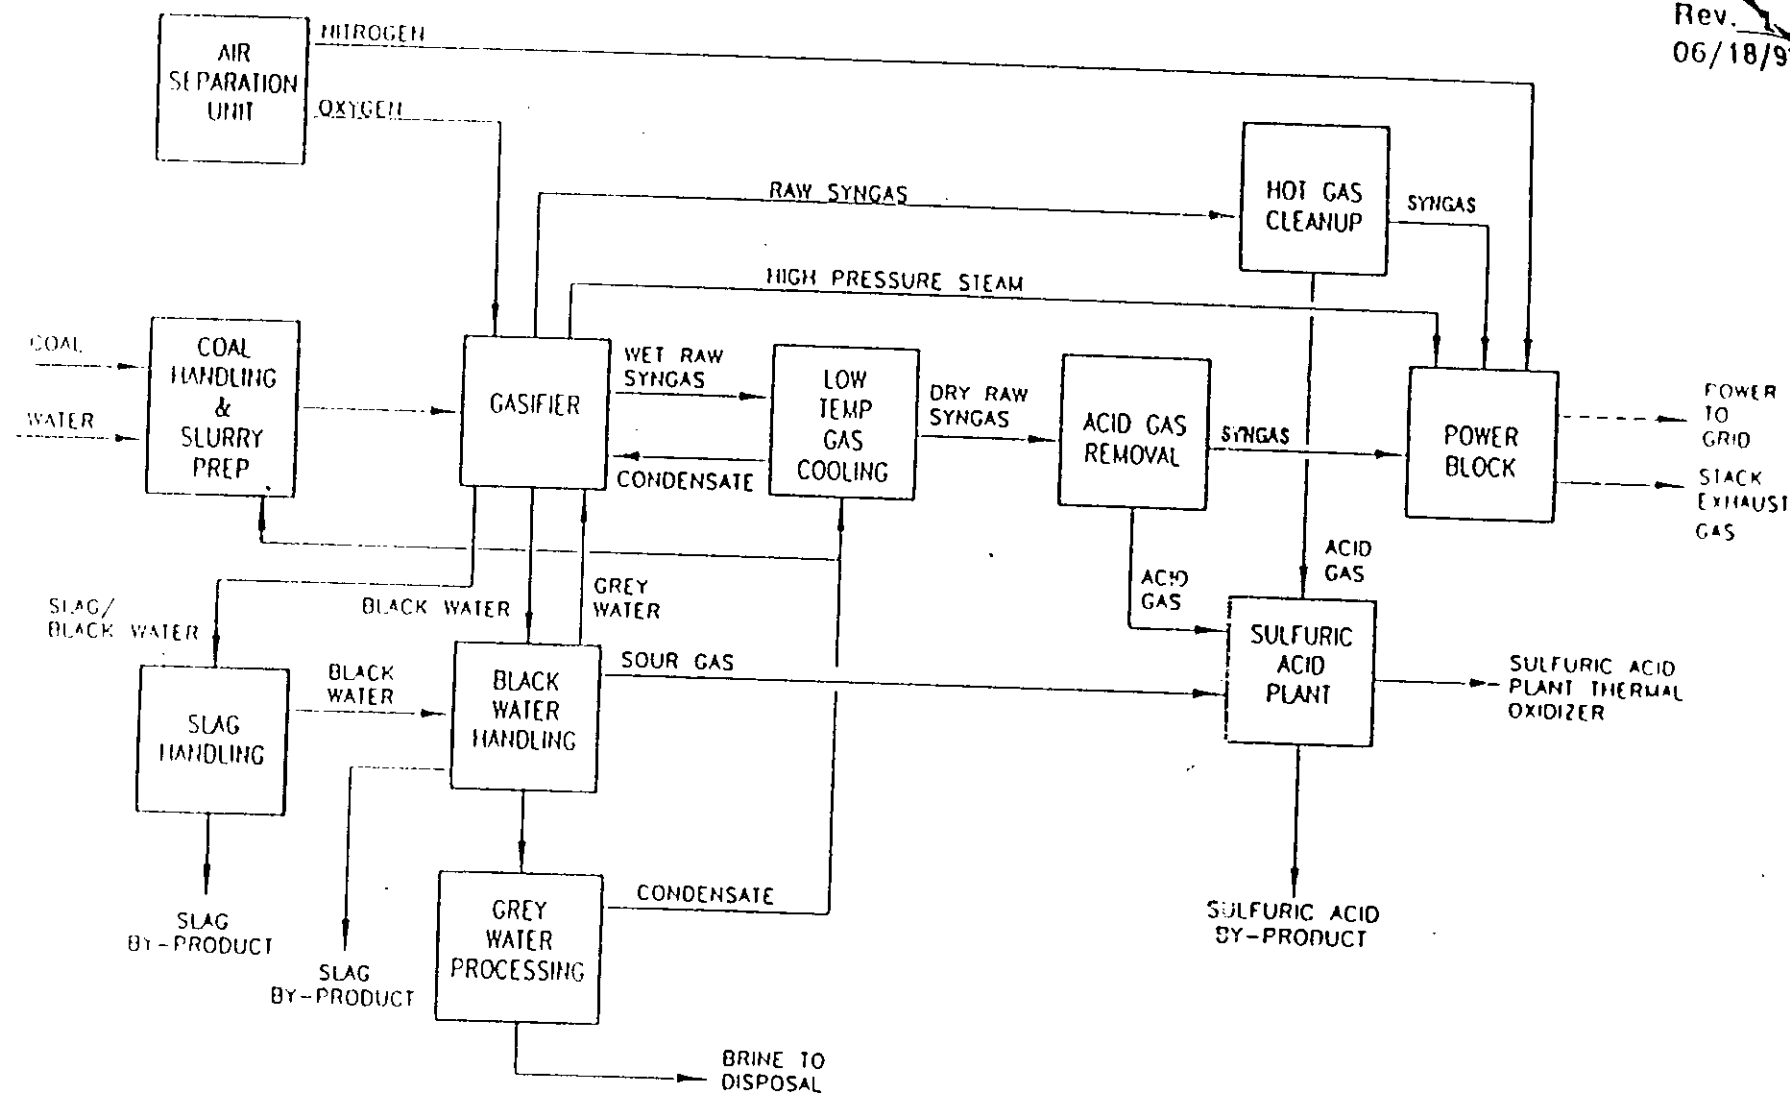 Rev. 1
06/18/9
NITROGEN
AIR
SEPARATION
UNIT
OXYGEN
RAW SYNGAS
HOT GAS
CLEANUP
SYNGAS
HIGH PRESSURE STEAM
COAL
WATER
COAL
HANDLING
&
SLURRY
PREP
GASIFIER
WET RAW
SYNGAS
CONDENSATE
LOW
TEMP
GAS
COOLING
DRY RAW
SYNGAS
ACID GAS
REMOVAL
SYNGAS
POWER
BLOCK
POWER
TO
GRID
STACK
EXHAUST
GAS
SLAG/
BLACK WATER
BLACK WATER
GREY
WATER
ACID
GAS
ACID
GAS
SLAG
HANDLING
BLACK
WATER
BLACK
WATER
HANDLING
SOUR GAS
SULFURIC
ACID
PLANT
SULFURIC ACID
PLANT THERMAL
OXIDIZER
SLAG
BY-PRODUCT
SLAG
BY-PRODUCT
GREY
WATER
PROCESSING
CONDENSATE
SULFURIC ACID
BY-PRODUCT
BRINE TO
DISPOSAL